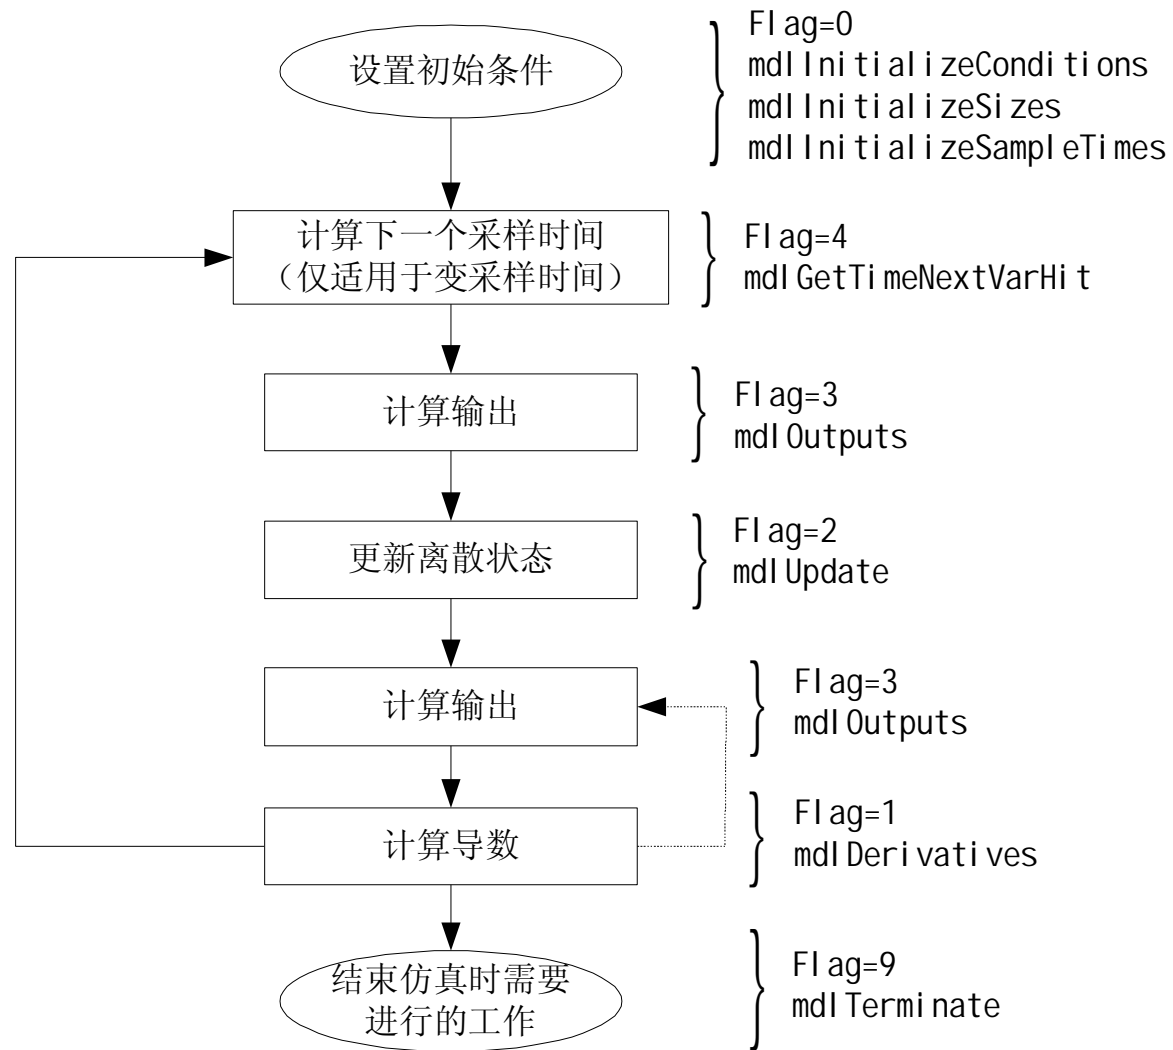 设置初始条件
Flag=0
mdlInitializeConditions
mdlInitializeSizes
mdlInitializeSampleTimes
计算下一个采样时间
（仅适用于变采样时间）
Flag=4
mdlGetTimeNextVarHit
计算输出
Flag=3
mdlOutputs
更新离散状态
Flag=2
mdlUpdate
计算输出
Flag=3
mdlOutputs
计算导数
Flag=1
mdlDerivatives
结束仿真时需要
进行的工作
Flag=9
mdlTerminate